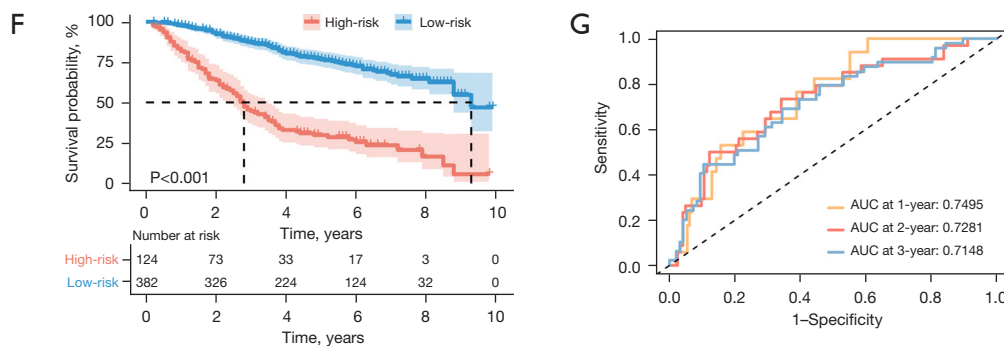 F
High-risk
Low-risk
Survival probability, %
100
75
50
25
0
P<0.001
0 2 4 6 8 10
Time, years
Number at risk
High-risk 124 73 33 17 3 0
Low-risk 382 326 224 124 32 0
0 2 4 6 8 10
Time, years
G
Sensitivity
1.0
0.8
0.6
0.4
0.2
0.0
AUC at 1-year: 0.7495
AUC at 2-year: 0.7281
AUC at 3-year: 0.7148
0.0 0.2 0.4 0.6 0.8 1.0
1–Specificity